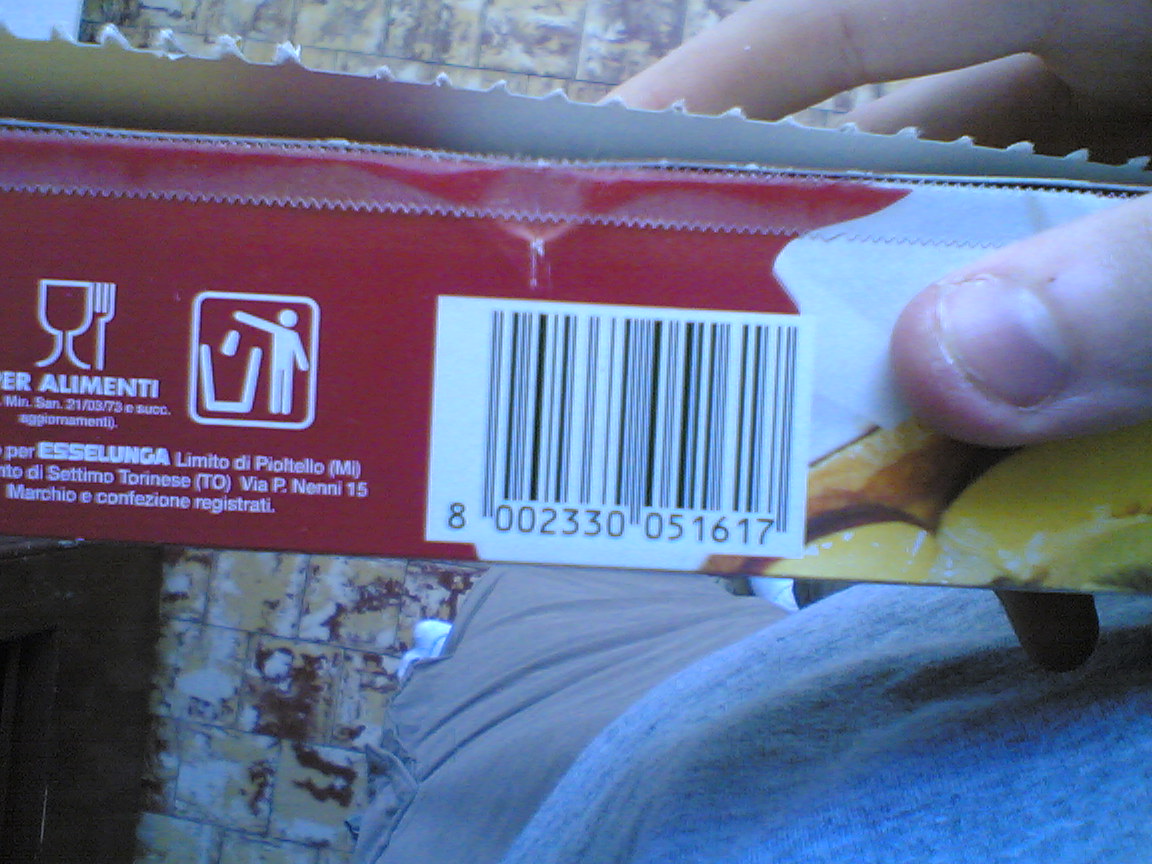 PER ALIMENTI
Min. San. 21/03/73 e succ.
aggiornamenti).
per ESSELUNGA Limito di Pioltello (MI)
di Settimo Torinese (TO) Via P. Nenni 15
Marchio e confezione registrati.
8 002330 051617